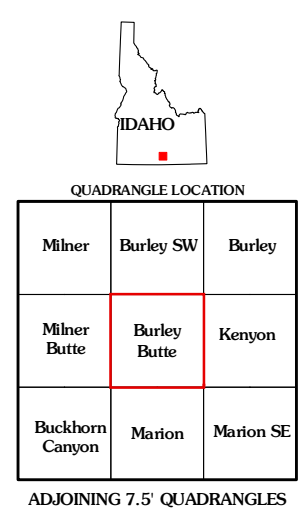 IDAHO
QUADRANGLE LOCATION
Milner
Burley SW
Burley
Milner
Butte
Burley
Butte
Kenyon
Buckhorn
Canyon
Marion
Marion SE
ADJOINING 7.5' QUADRANGLES